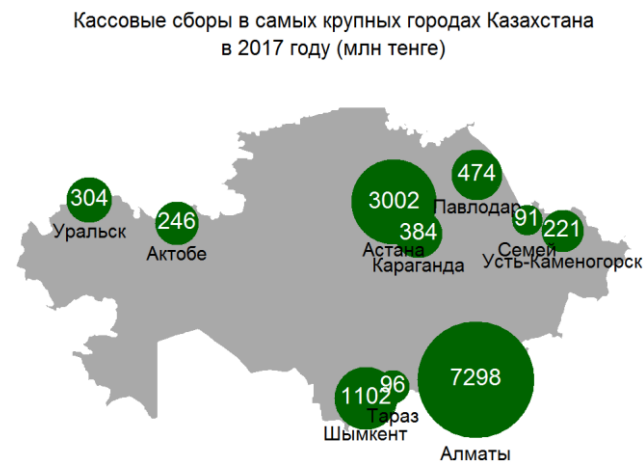 Кассовые сборы в самых крупных городах Казахстана
в 2017 году (млн тенге)
474
304
3002
Павлодар
91
246
384
221
Уральск
Актобе
Астана
Семей
Караганда
Усть-Каменогорск
7298
96
1102
Тараз
Шымкент
Алматы